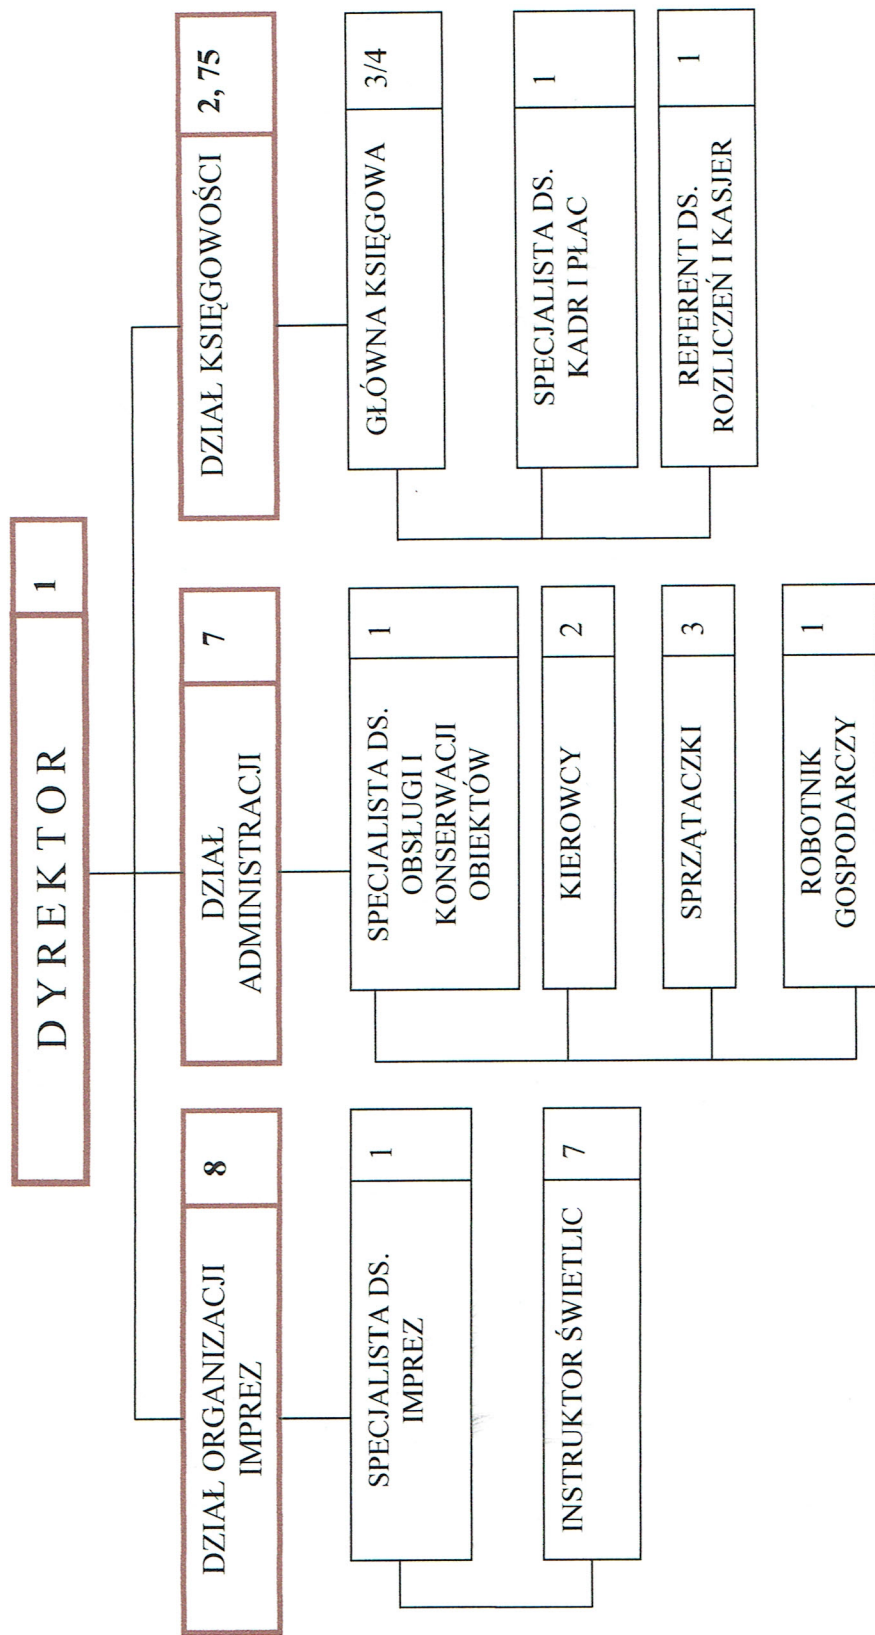 DYREKTOR
1
DZIAŁ ORGANIZACJI
IMPREZ
8
SPECJALISTA DS.
IMPREZ
1
INSTRUKTOR ŚWIETLIC
7
DZIAŁ
ADMINISTRACJI
7
SPECJALISTA DS.
OBSŁUGI I
KONSERWACJI
OBIEKTÓW
1
KIEROWCY
2
SPRZĄTACZKI
3
ROBOTNIK
GOSPODARCZY
1
DZIAŁ KSIĘGOWOŚCI
2, 75
GŁÓWNA KSIĘGOWA
3/4
SPECJALISTA DS.
KADR I PŁAC
1
REFERENT DS.
ROZLICZEŃ I KASJER
1